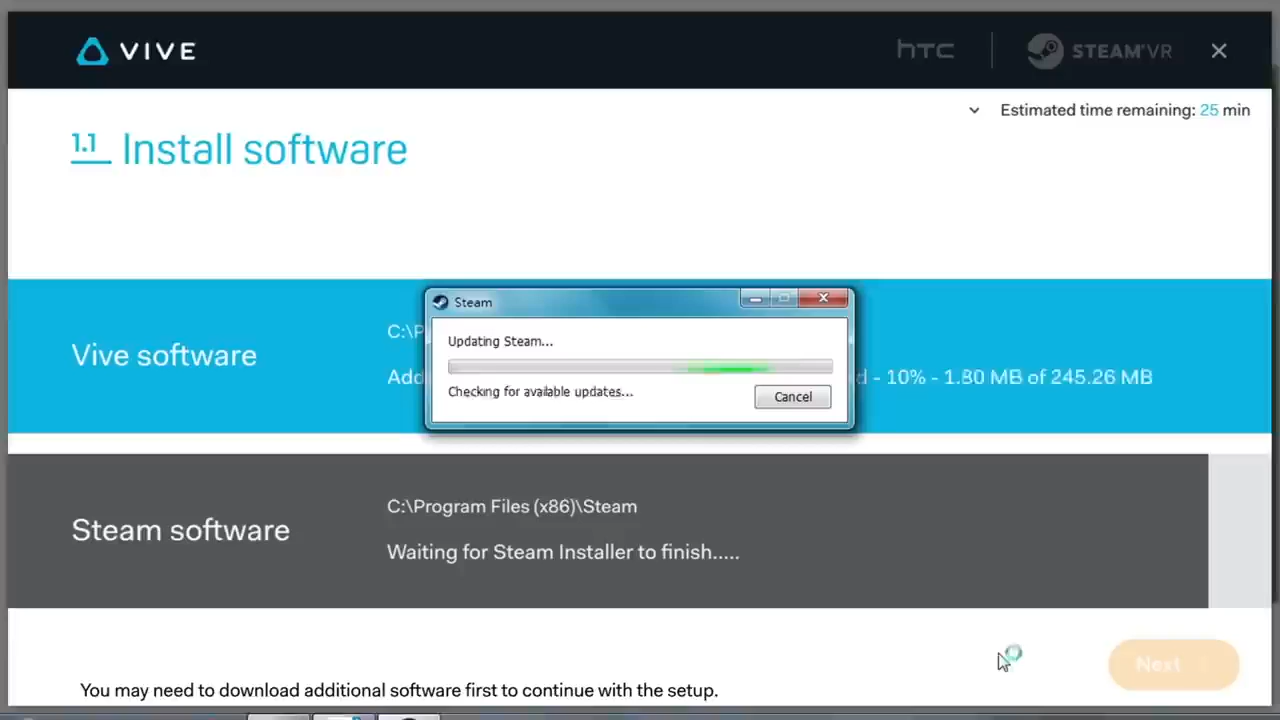 VIVE
hTC
STEAM®VR
Estimated time remaining: 25 min
1.1 Install software
Steam
Updating Steam...
Checking for available updates...
Cancel
Vive software
C:\P
Add
d - 10% - 1.80 MB of 245.26 MB
Steam software
C:\Program Files (x86)\Steam
Waiting for Steam Installer to finish.....
Next
You may need to download additional software first to continue with the setup.